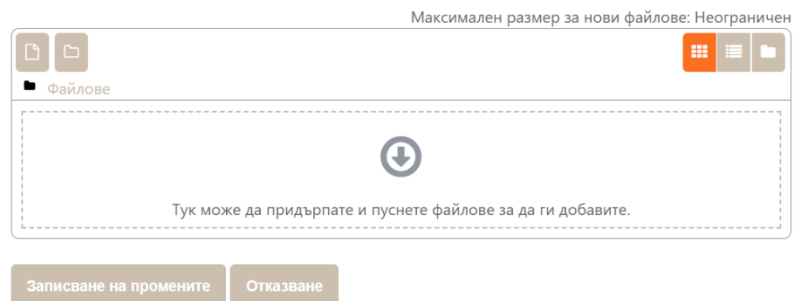 Максимален размер за нови файлове: Неограничен
Файлове
Тук може да придърпате и пуснете файлове за да ги добавите.
Записване на промените Отказване